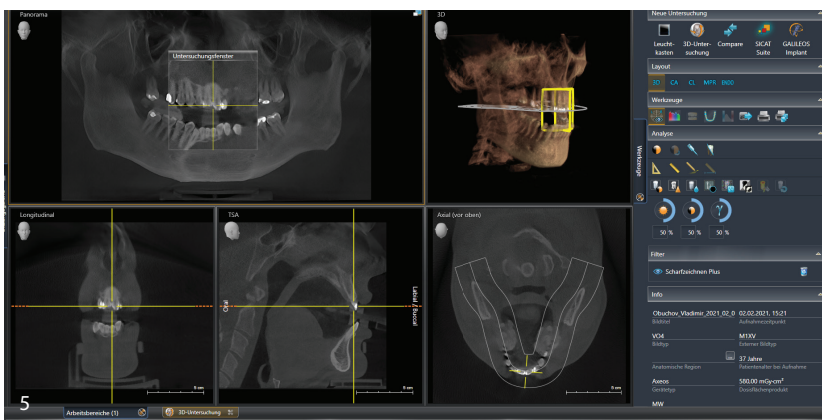 Panorama
Untersuchungsfenster
3D
Werkzeuge
Longitudinal
TSA
Axial (vor oben)
Oral
Labial / Buccal
5 cm
5 cm
5 cm
5
Arbeitsbereiche (1)
3D-Untersuchung
Neue Untersuchung
Leucht-
kasten
3D-Unter-
suchung
Compare
SICAT
Suite
GALILEOS
Implant
Layout
3D CA CL MPR Endo
Werkzeuge
Analyse
50 % 50 % 50 %
Filter
Scharfzeichnen Plus
Info
Obuchov_Vladimir_2021_02_0 02.02.2021, 15:21
Bildtitel Aufnahmezeitpunkt
VO4 M1XV
Bildtyp Externer Bildtyp
37 Jahre
Anatomische Region Patientenalter bei Aufnahme
Axeos 580,00 mGy·cm²
Gerätetyp Dosisflächenprodukt
MW